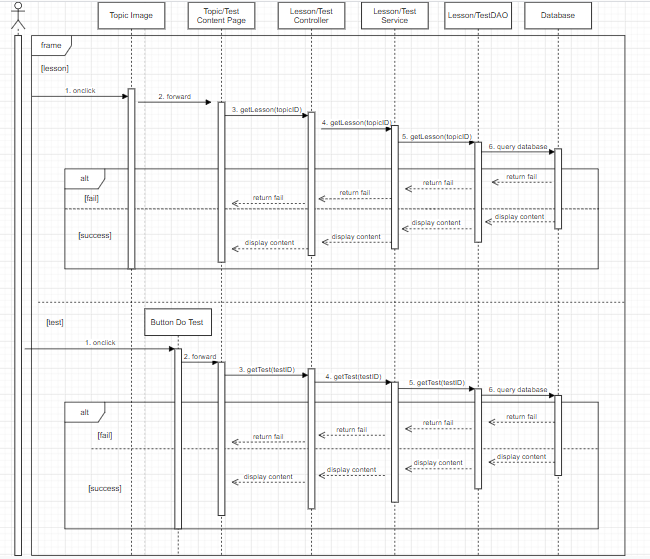 Topic Image
Topic/Test
Content Page
Lesson/Test
Controller
Lesson/Test
Service
Lesson/TestDAO
Database
frame
[lesson]
1. onclick
2. forward
3. getLesson(topicID)
4. getLesson(topicID)
5. getLesson(topicID)
6. query database
alt
[fail]
return fail
return fail
return fail
return fail
[success]
display content
display content
display content
display content
[test]
Button Do Test
1. onclick
2. forward
3. getTest(testID)
4. getTest(testID)
5. getTest(testID)
6. query database
alt
[fail]
return fail
return fail
return fail
return fail
[success]
display content
display content
display content
display content